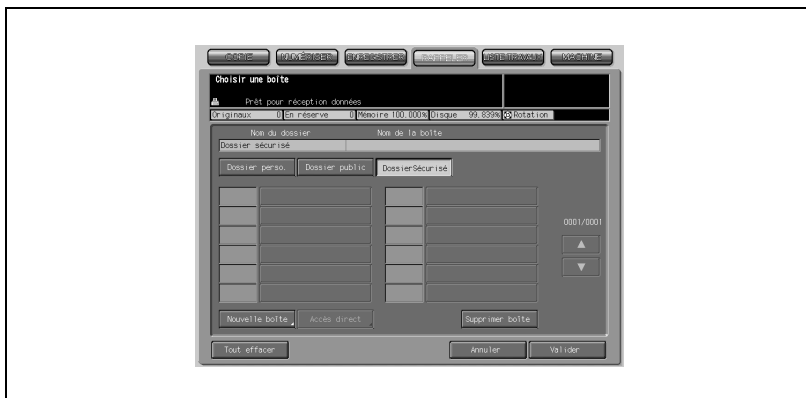 COPIE NUMÉRISER ENREGISTRER RAPPELER LISTE TRAVAUX MACHINE
Choisir une boîte
Prêt pour réception données
Originaux 0 En réserve 0 Mémoire 100.000% Disque 99.839% Rotation
Nom du dossier Nom de la boîte
Dossier sécurisé
Dossier perso. Dossier public DossierSécurisé
0001/0001
Nouvelle boîte Accès direct Supprimer boîte
Tout effacer Annuler Valider